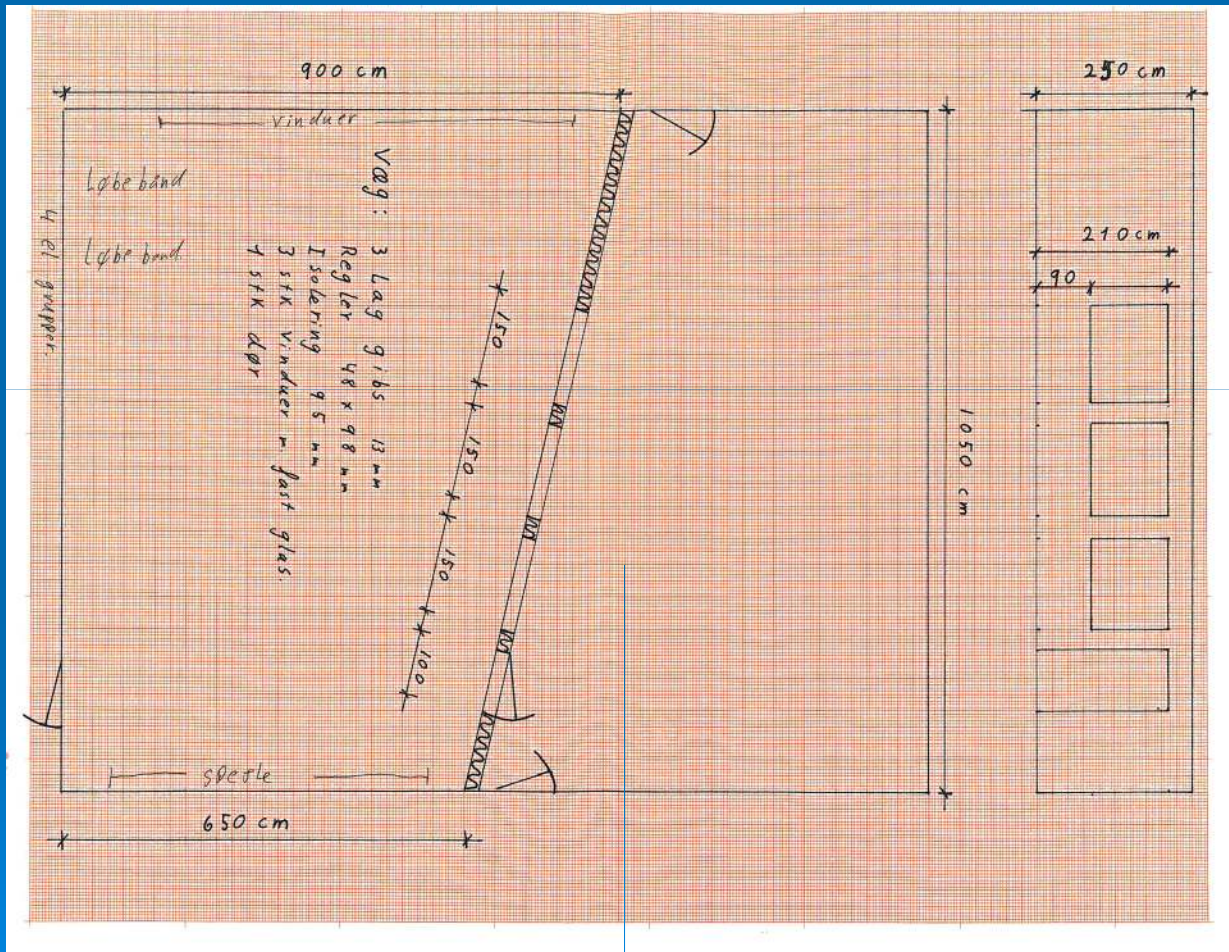 900 cm
250 cm
vinduer
Løbebånd
Løbebånd.
4 el grupper.
Væg: 3 Lag gibs 13 mm
Regler 48 x 98 mm
Isolering 95 mm
3 stk vinduer m. fast glas.
1 stk dør
150
150
150
100
1050 cm
210 cm
90
spejle
650 cm